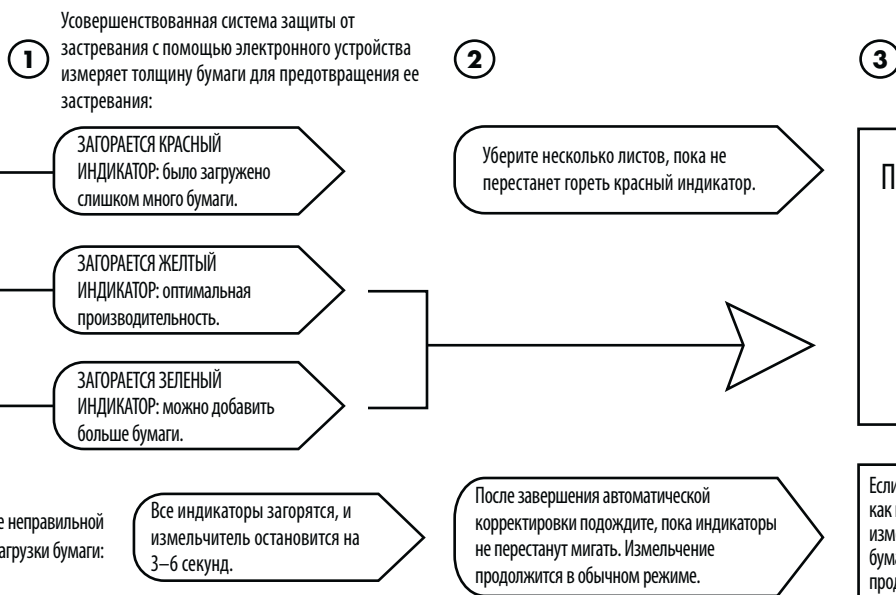 1
Усовершенствованная система защиты от
застревания с помощью электронного устройства
измеряет толщину бумаги для предотвращения ее
застревания:
ЗАГОРАЕТСЯ КРАСНЫЙ
ИНДИКАТОР: было загружено
слишком много бумаги.
ЗАГОРАЕТСЯ ЖЕЛТЫЙ
ИНДИКАТОР: оптимальная
производительность.
ЗАГОРАЕТСЯ ЗЕЛЕНЫЙ
ИНДИКАТОР: можно добавить
больше бумаги.
2
Уберите несколько листов, пока не
перестанет гореть красный индикатор.
3
П
е неправильной
агрузки бумаги:
Все индикаторы загорятся, и
измельчитель остановится на
3–6 секунд.
После завершения автоматической
корректировки подождите, пока индикаторы
не перестанут мигать. Измельчение
продолжится в обычном режиме.
Если
как
изм
бума
прод